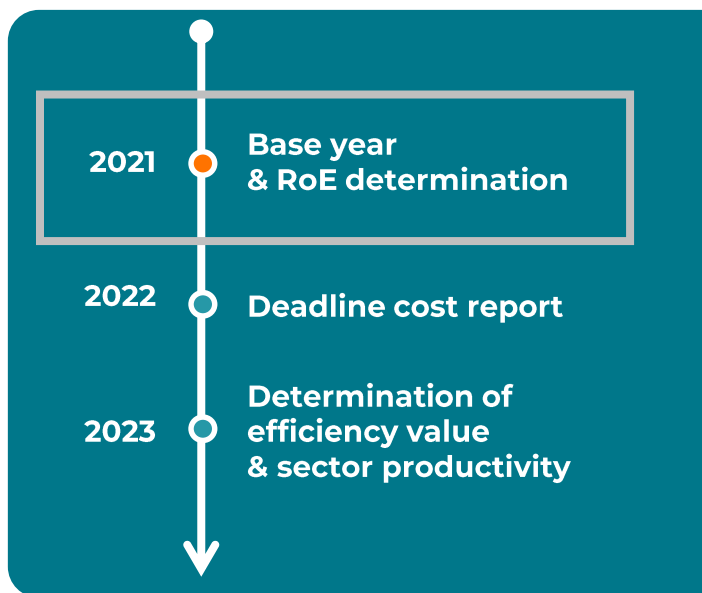 2021
Base year
& RoE determination
2022
Deadline cost report
2023
Determination of
efficiency value
& sector productivity